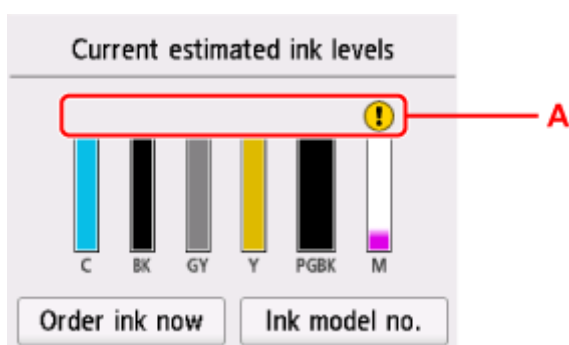 Current estimated ink levels
A
C BK GY Y PGBK M
Order ink now Ink model no.